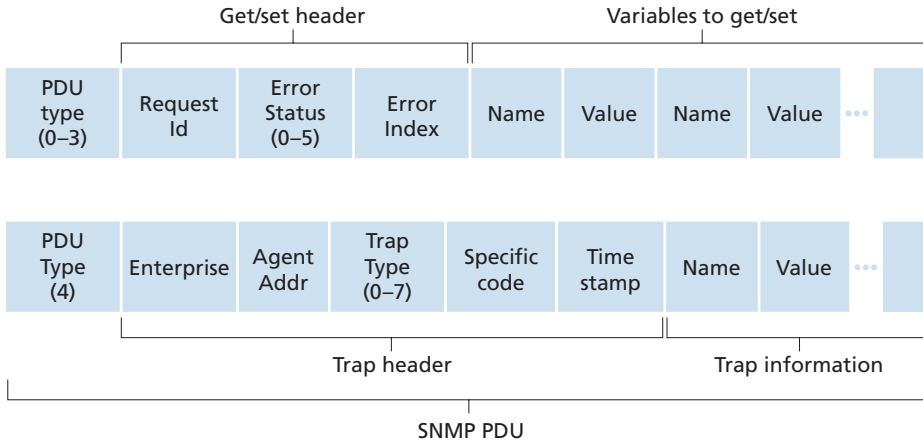 Get/set header
Variables to get/set
PDU
type
(0–3)
Request
Id
Error
Status
(0–5)
Error
Index
Name
Value
Name
Value
PDU
Type
(4)
Enterprise
Agent
Addr
Trap
Type
(0–7)
Specific
code
Time
stamp
Name
Value
Trap header
Trap information
SNMP PDU